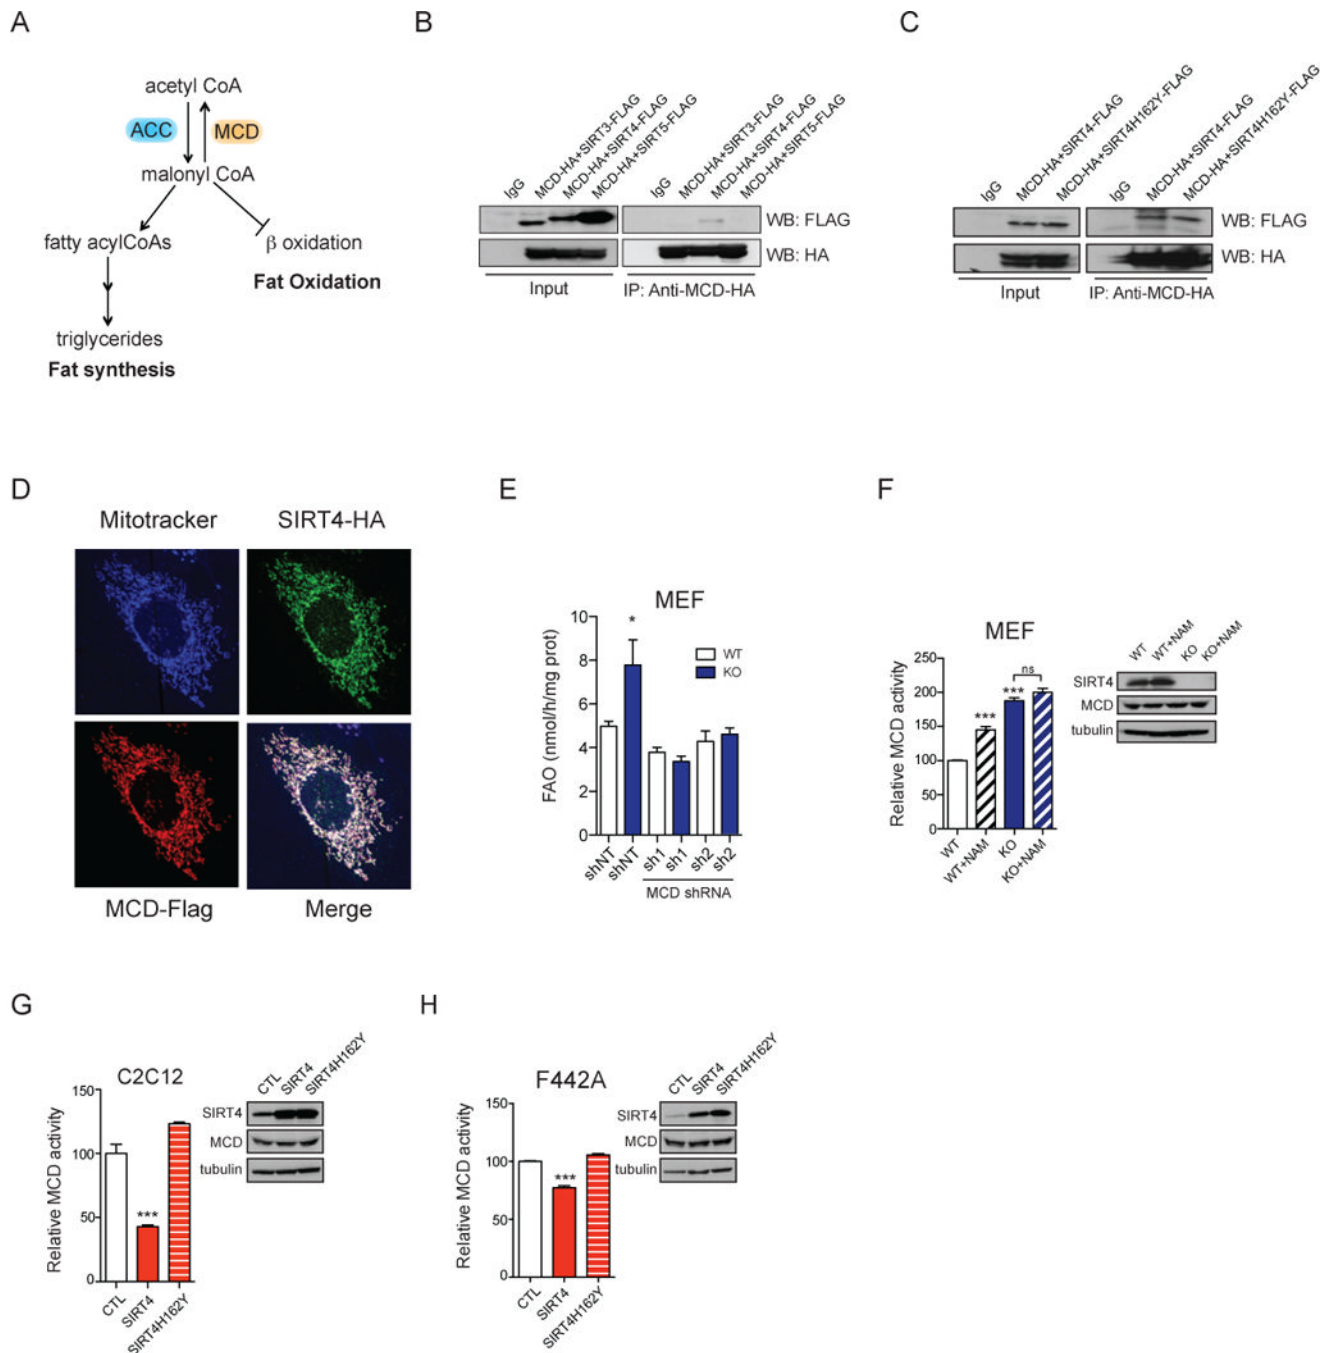 A
acetyl CoA
ACC
MCD
malonyl CoA
fatty acylCoAs
β oxidation
Fat Oxidation
triglycerides
Fat synthesis
B
IgG
MCD-HA+SIRT3-FLAG
MCD-HA+SIRT4-FLAG
MCD-HA+SIRT5-FLAG
IgG
MCD-HA+SIRT3-FLAG
MCD-HA+SIRT4-FLAG
MCD-HA+SIRT5-FLAG
WB: FLAG
WB: HA
Input
IP: Anti-MCD-HA
C
IgG
MCD-HA+SIRT4-FLAG
MCD-HA+SIRT4H162Y-FLAG
IgG
MCD-HA+SIRT4-FLAG
MCD-HA+SIRT4H162Y-FLAG
WB: FLAG
WB: HA
Input
IP: Anti-MCD-HA
D
Mitotracker
SIRT4-HA
MCD-Flag
Merge
E
MEF
FAO (nmol/h/mg prot)
10
8
6
4
2
0
*
WT
KO
shNT
shNT
sh1
sh1
sh2
sh2
MCD shRNA
F
MEF
Relative MCD activity
250
200
150
100
50
0
***
***
ns
WT
WT+NAM
KO
KO+NAM
WT
WT+NAM
KO
KO+NAM
SIRT4
MCD
tubulin
G
C2C12
Relative MCD activity
150
100
50
0
***
CTL
SIRT4
SIRT4H162Y
CTL
SIRT4
SIRT4H162Y
SIRT4
MCD
tubulin
H
F442A
Relative MCD activity
150
100
50
0
***
CTL
SIRT4
SIRT4H162Y
CTL
SIRT4
SIRT4H162Y
SIRT4
MCD
tubulin